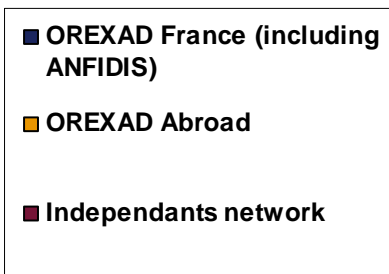 OREXAD France (including
ANFIDIS)
OREXAD Abroad
Independants network